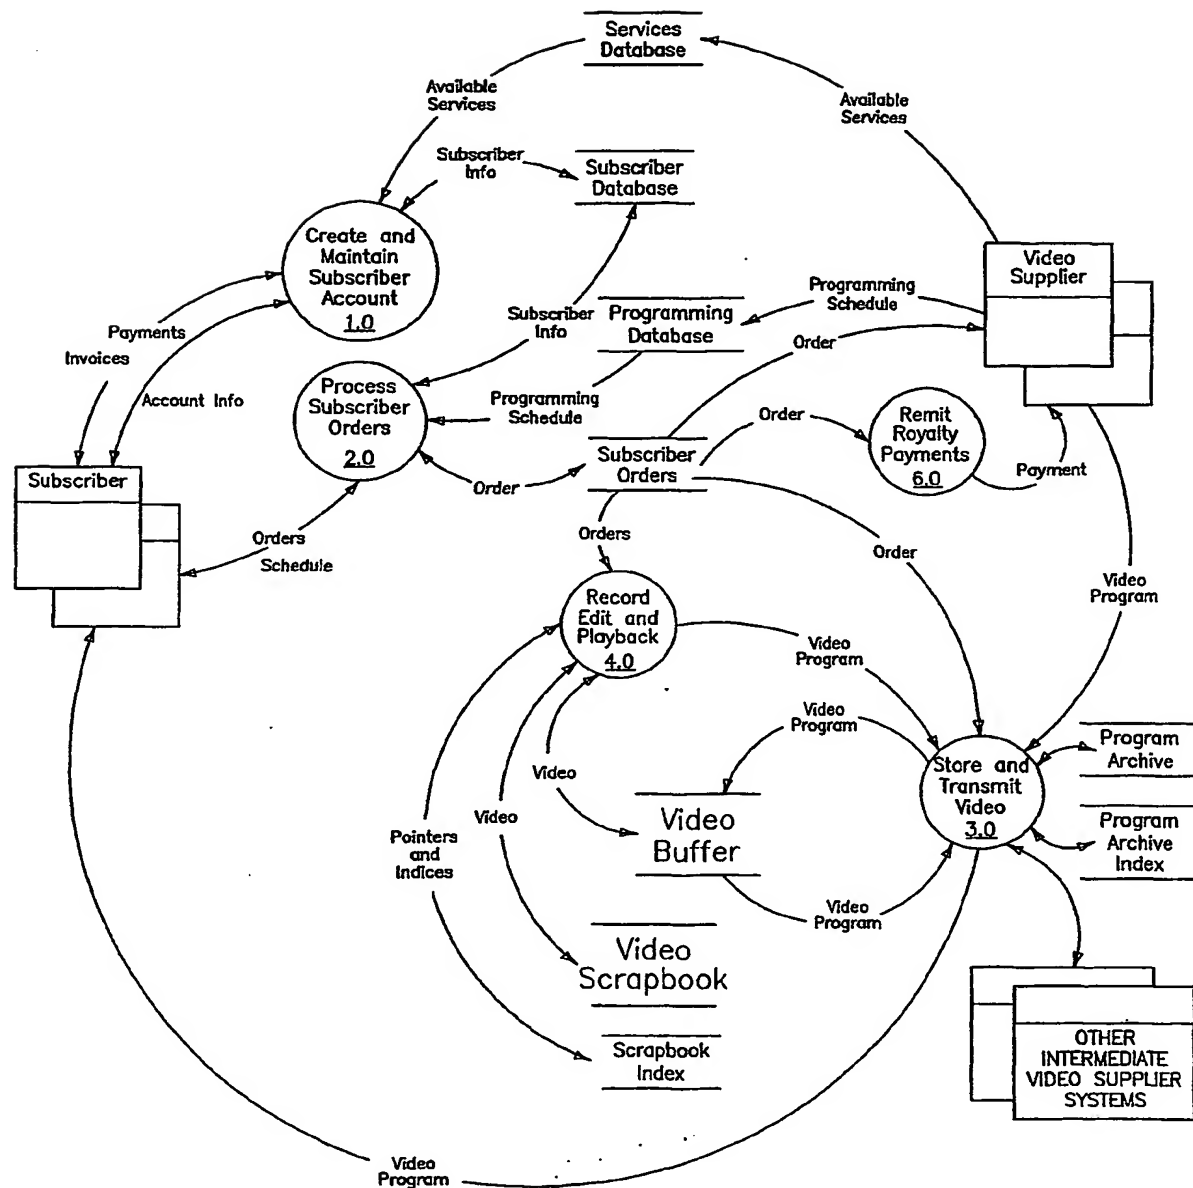 Services
Database
Available
Services
Available
Services
Subscriber
Info
Subscriber
Database
Create and
Maintain
Subscriber
Account
1.0
Video
Supplier
Programming
Schedule
Programming
Database
Subscriber
Info
Order
Payments
Invoices
Account Info
Process
Subscriber
Orders
2.0
Programming
Schedule
Order
Remit
Royalty
Payments
6.0
Payment
Subscriber
Orders
Order
Subscriber
Orders
Schedule
Orders
Order
Video
Program
Record
Edit and
Playback
4.0
Video
Program
Video
Program
Store and
Transmit
Video
3.0
Program
Archive
Program
Archive
Index
Video
Video
Pointers
and
Indices
Video
Buffer
Video
Program
Video
Scrapbook
Scrapbook
Index
OTHER
INTERMEDIATE
VIDEO SUPPLIER
SYSTEMS
Video
Program